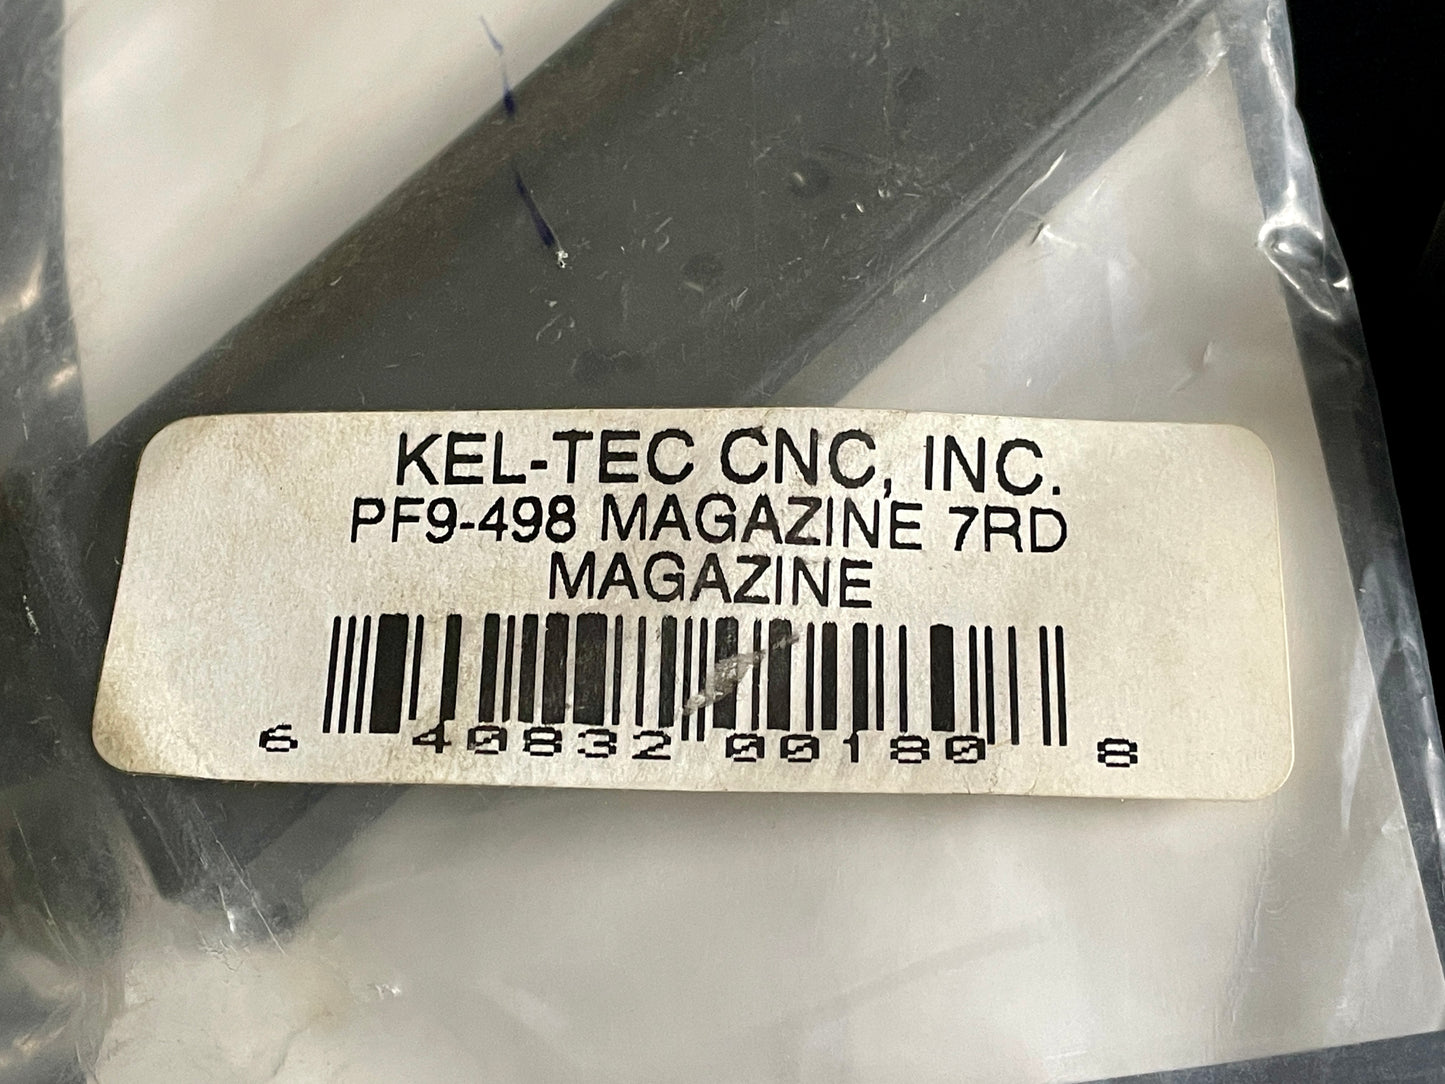 KEL-TEC CNC, INC.
PF9-498 MAGAZINE 7RD
MAGAZINE
6 40832 00180 8